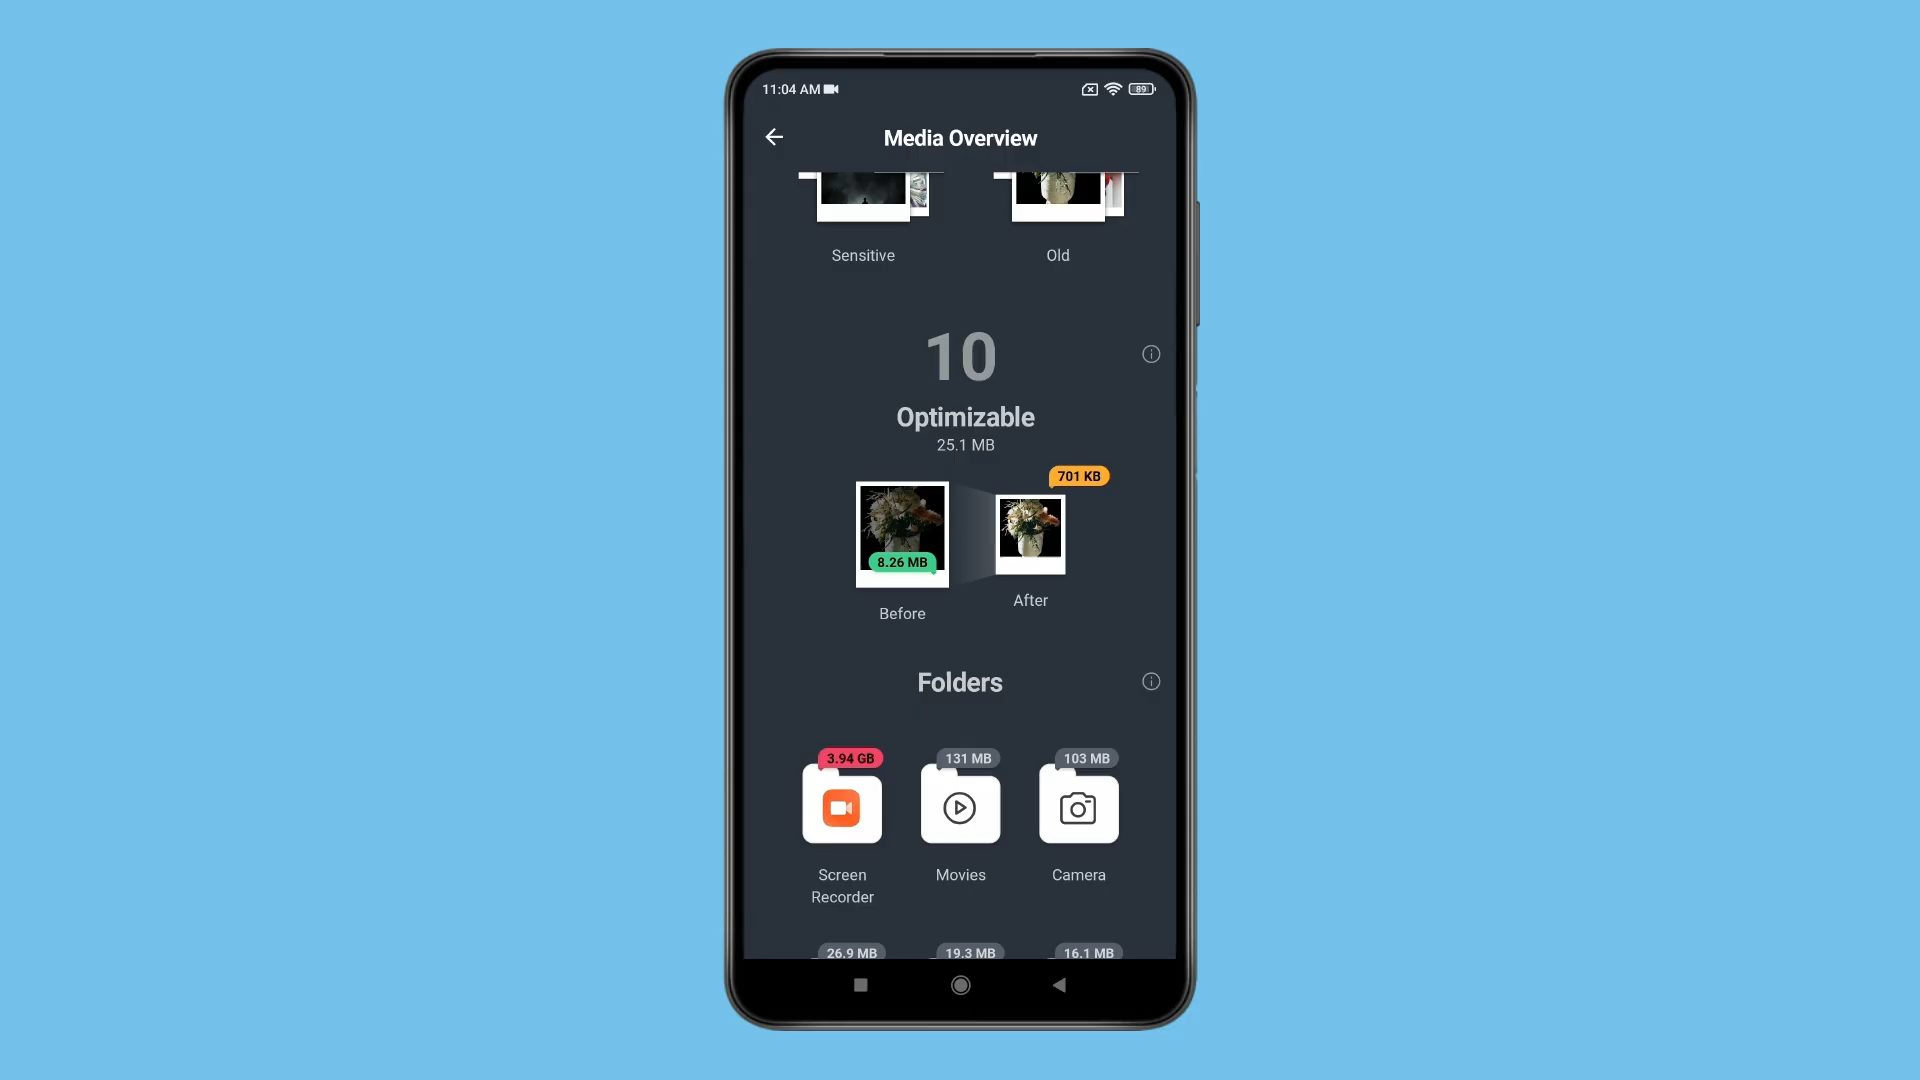 11:04 AM
89
Media Overview
Sensitive
Old
10
Optimizable
25.1 MB
701 KB
8.26 MB
After
Before
Folders
3.94 GB
131 MB
103 MB
Screen
Recorder
Movies
Camera
26.9 MB
19.3 MB
16.1 MB